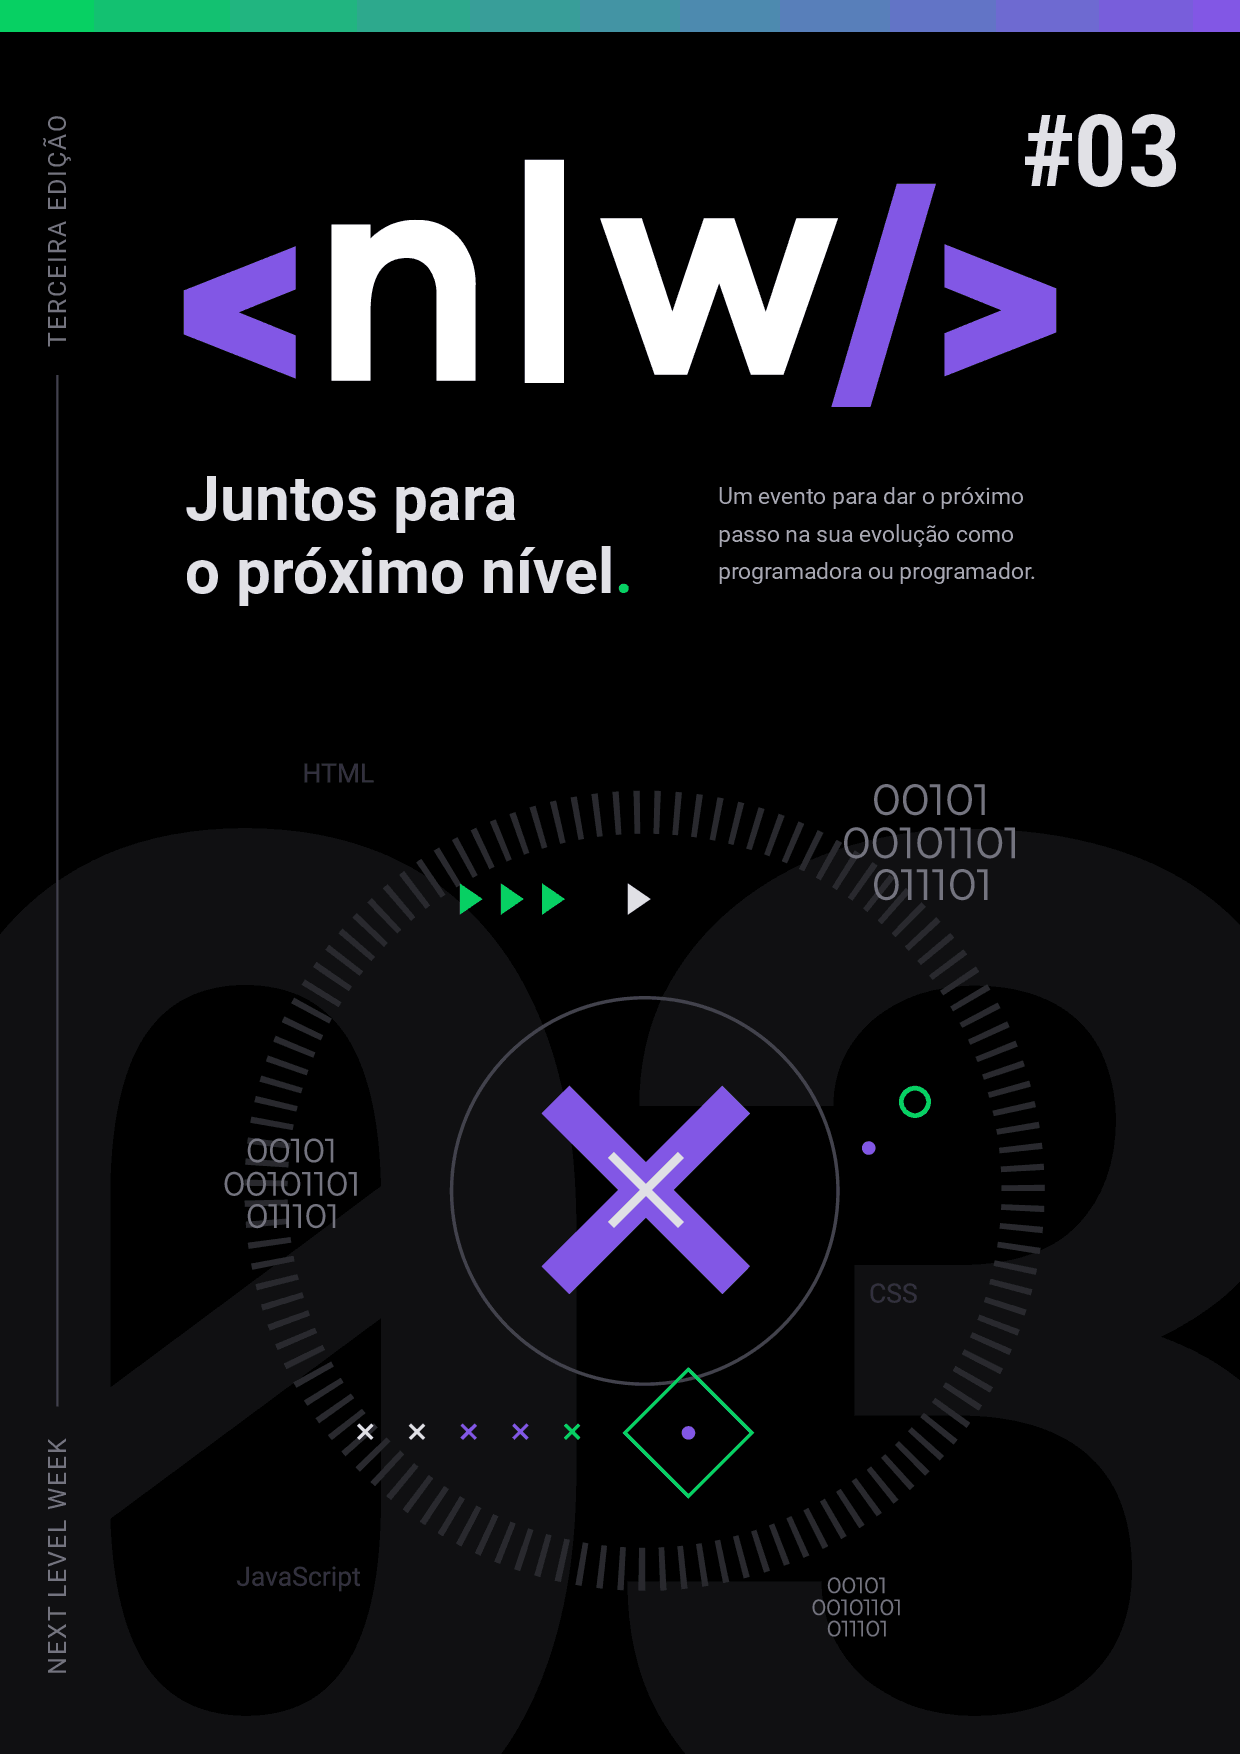 TERCEIRA EDIÇÃO
#03
<nlw/>
Juntos para
o próximo nível.
Um evento para dar o próximo
passo na sua evolução como
programadora ou programador.
HTML
00101
00101101
011101
00101
00101101
011101
CSS
JavaScript
00101
00101101
011101
NEXT LEVEL WEEK
03